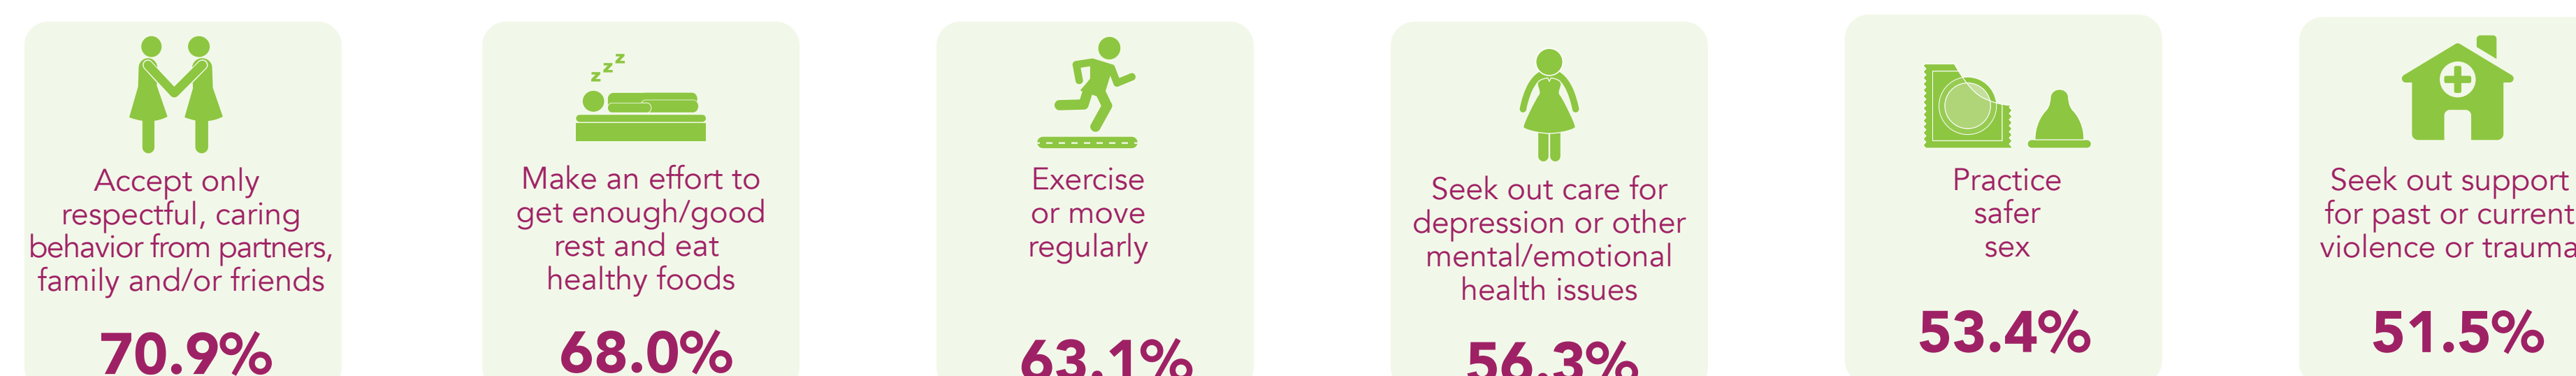 z z z
Accept only
respectful, caring
behavior from partners,
family and/or friends
70.9%
Make an effort to
get enough/good
rest and eat
healthy foods
68.0%
Exercise
or move
regularly
63.1%
Seek out care for
depression or other
mental/emotional
health issues
56.3%
Practice
safer
sex
53.4%
Seek out support
for past or current
violence or trauma
51.5%